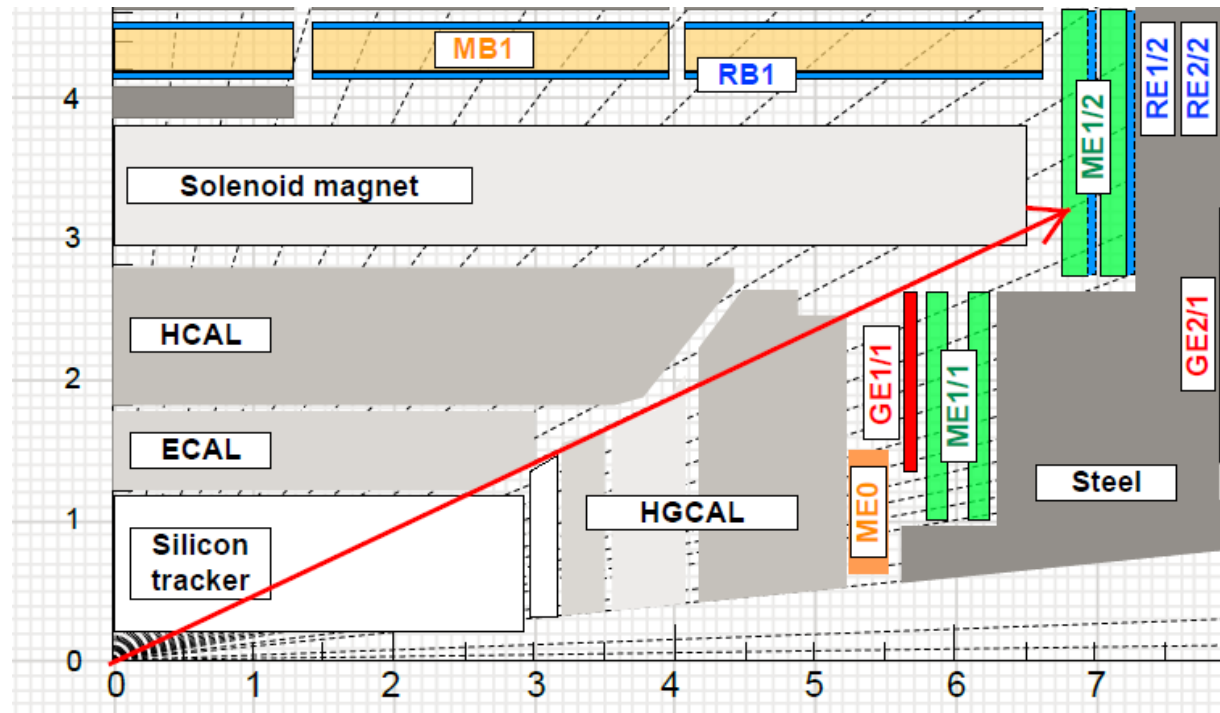 MB1
RB1
4
ME1/2
RE1/2
RE2/2
Solenoid magnet
3
HCAL
GE2/1
2
GE1/1
ME1/1
ECAL
Steel
1
HGCAL
ME0
Silicon
tracker
0
0 1 2 3 4 5 6 7